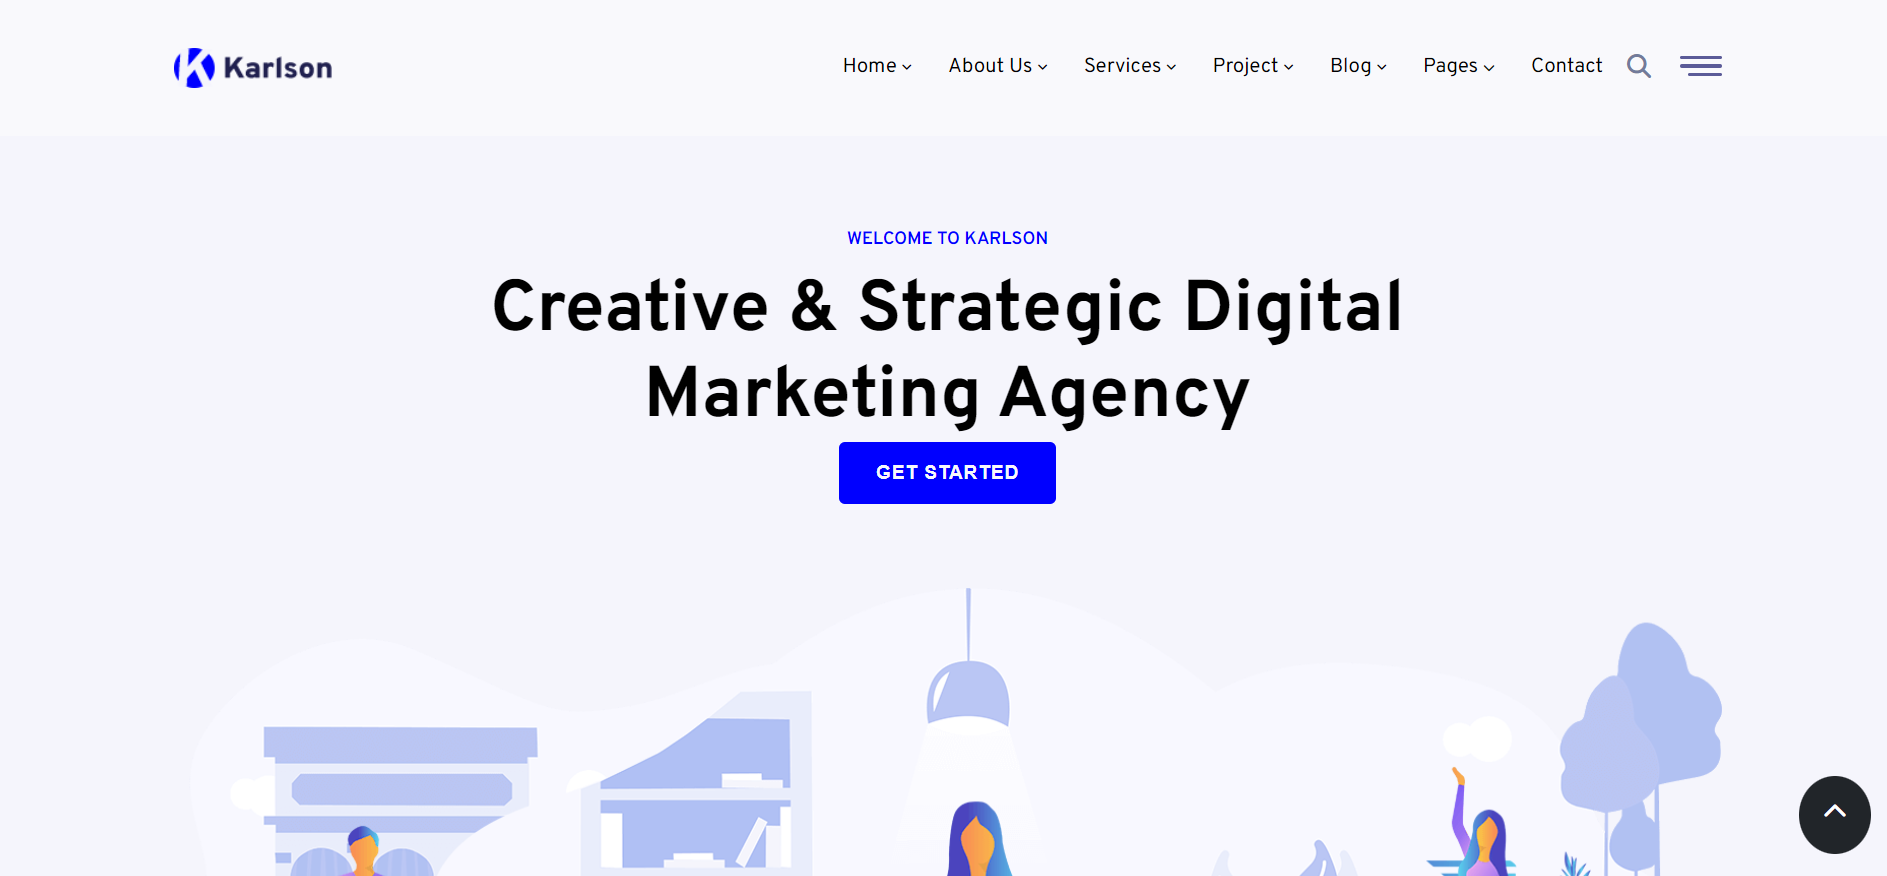 Karlson
Home About Us Services Project Blog Pages Contact
WELCOME TO KARLSON
Creative & Strategic Digital
Marketing Agency
GET STARTED